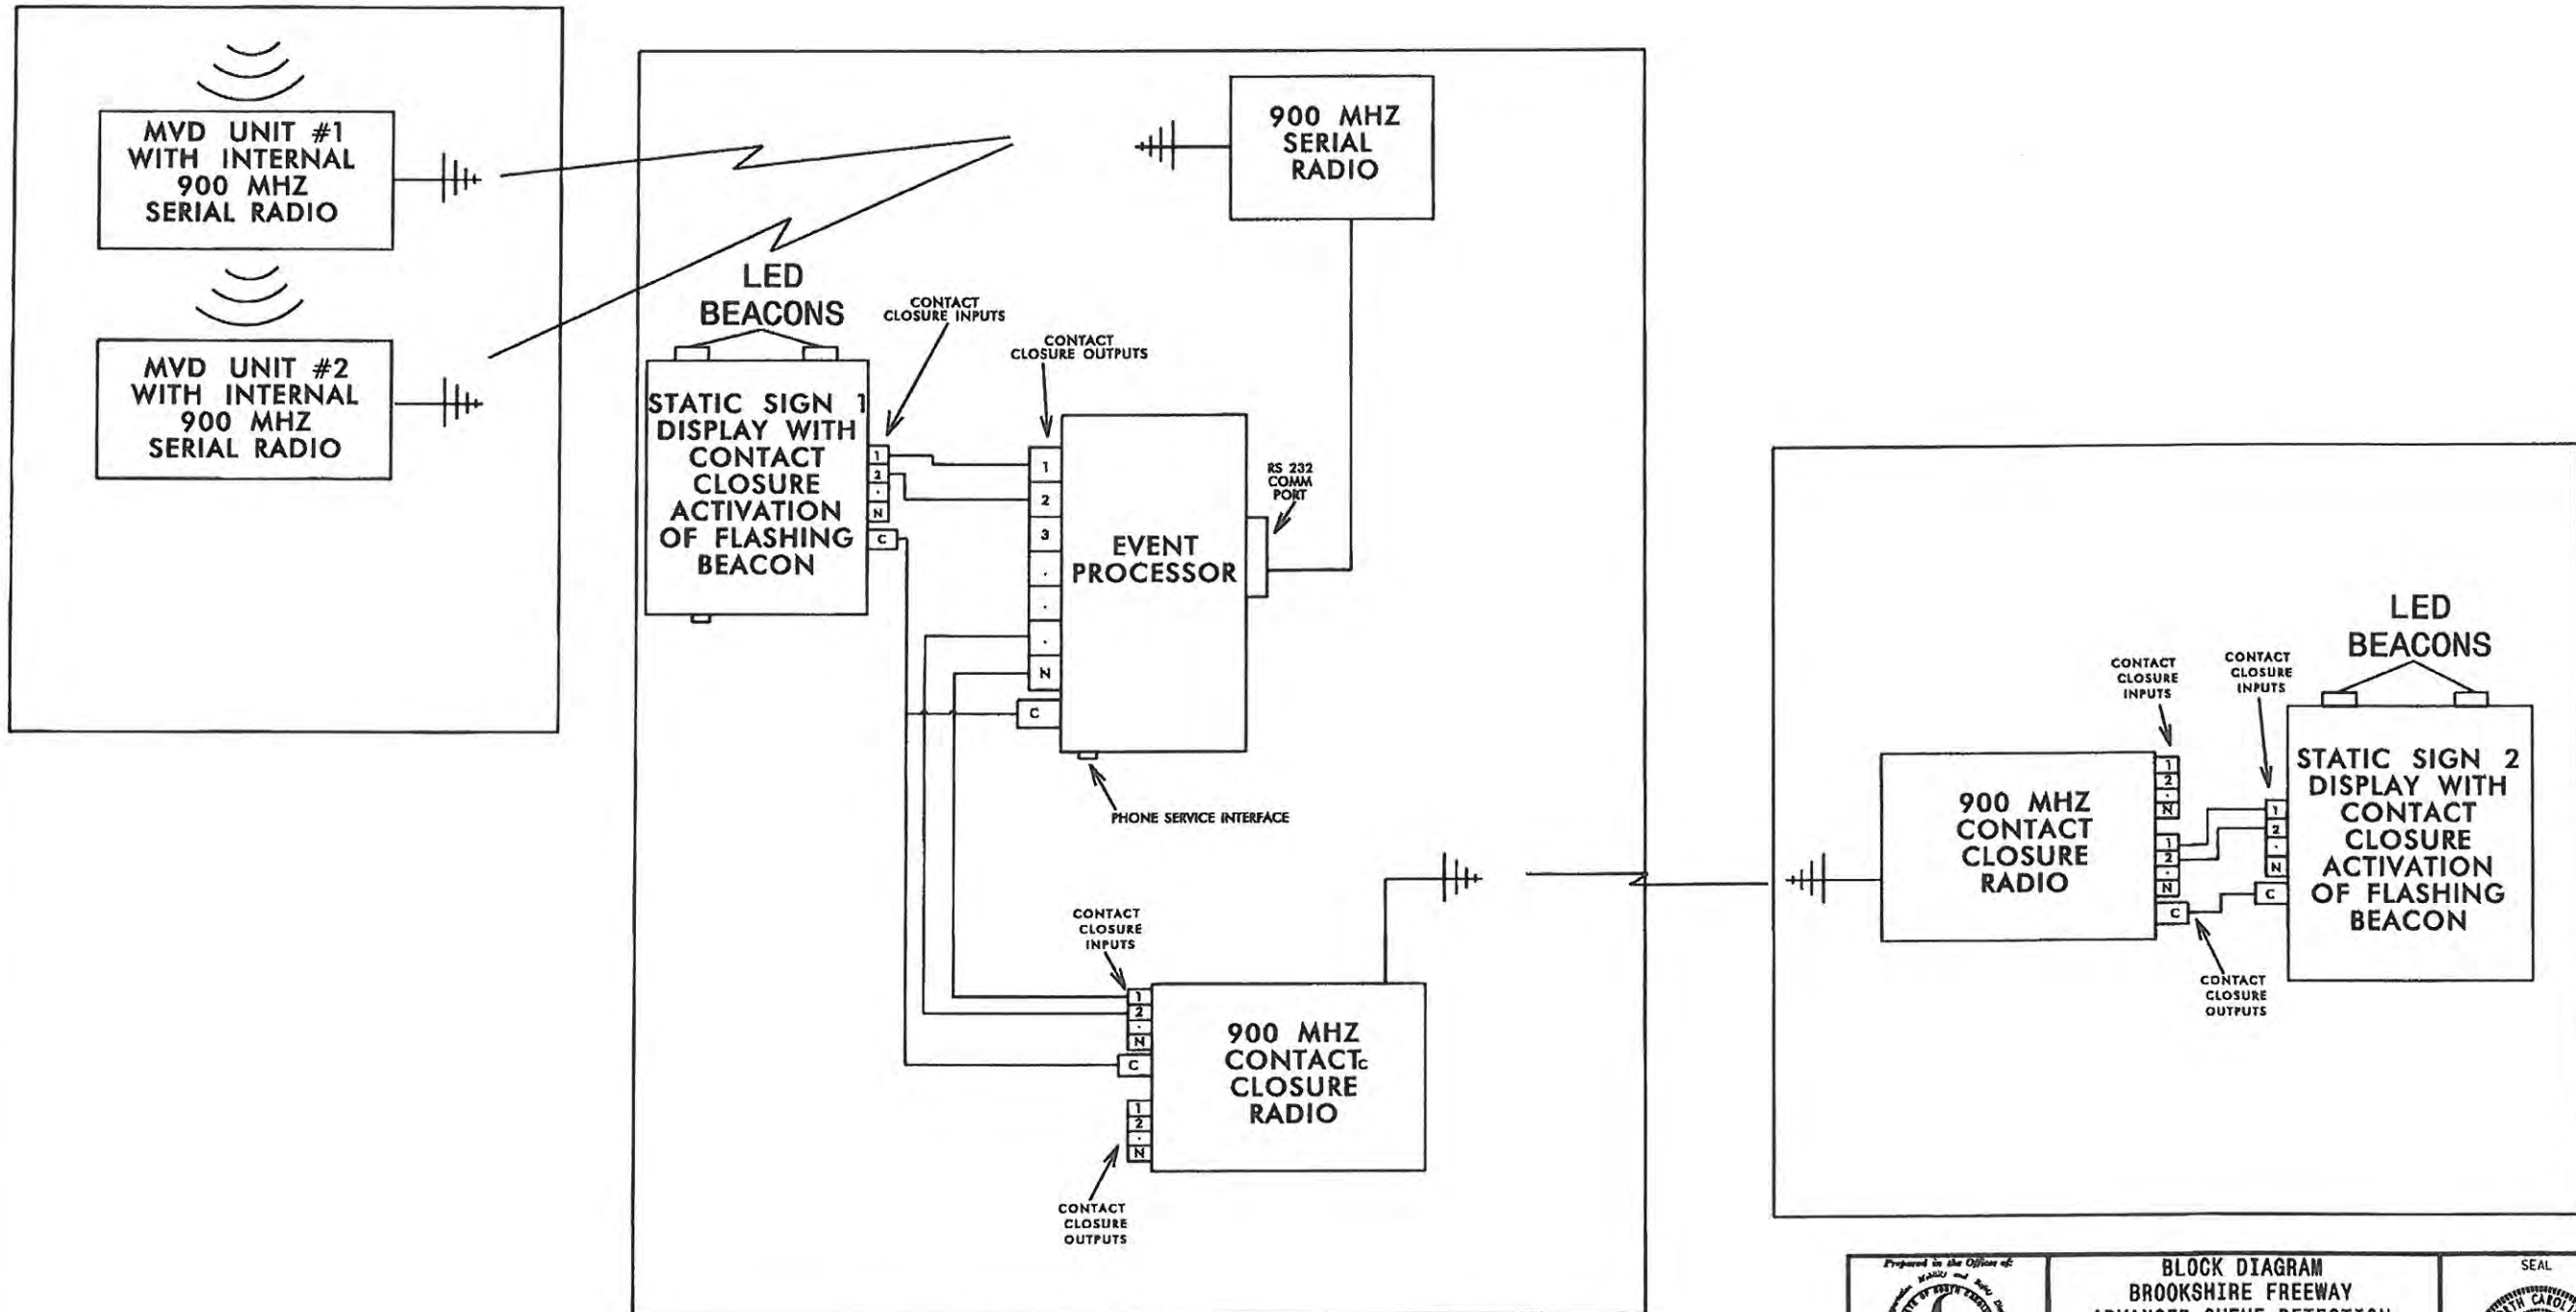 MVD UNIT #1
WITH INTERNAL
900 MHZ
SERIAL RADIO
MVD UNIT #2
WITH INTERNAL
900 MHZ
SERIAL RADIO
900 MHZ
SERIAL
RADIO
LED
BEACONS
CONTACT
CLOSURE INPUTS
CONTACT
CLOSURE OUTPUTS
STATIC SIGN 1
DISPLAY WITH
CONTACT
CLOSURE
ACTIVATION
OF FLASHING
BEACON
1
2
.
N
C
1
2
3
.
.
.
N
C
EVENT
PROCESSOR
RS 232
COMM
PORT
PHONE SERVICE INTERFACE
CONTACT
CLOSURE
INPUTS
1
2
.
N
C
1
2
.
N
900 MHZ
CONTACT
C
CLOSURE
RADIO
CONTACT
CLOSURE
OUTPUTS
900 MHZ
CONTACT
CLOSURE
RADIO
CONTACT
CLOSURE
INPUTS
1
2
.
N
1
2
.
N
C
CONTACT
CLOSURE
OUTPUTS
CONTACT
CLOSURE
INPUTS
1
2
.
N
C
LED
BEACONS
STATIC SIGN 2
DISPLAY WITH
CONTACT
CLOSURE
ACTIVATION
OF FLASHING
BEACON
Prepared in the Offices of:
BLOCK DIAGRAM
BROOKSHIRE FREEWAY
SEAL